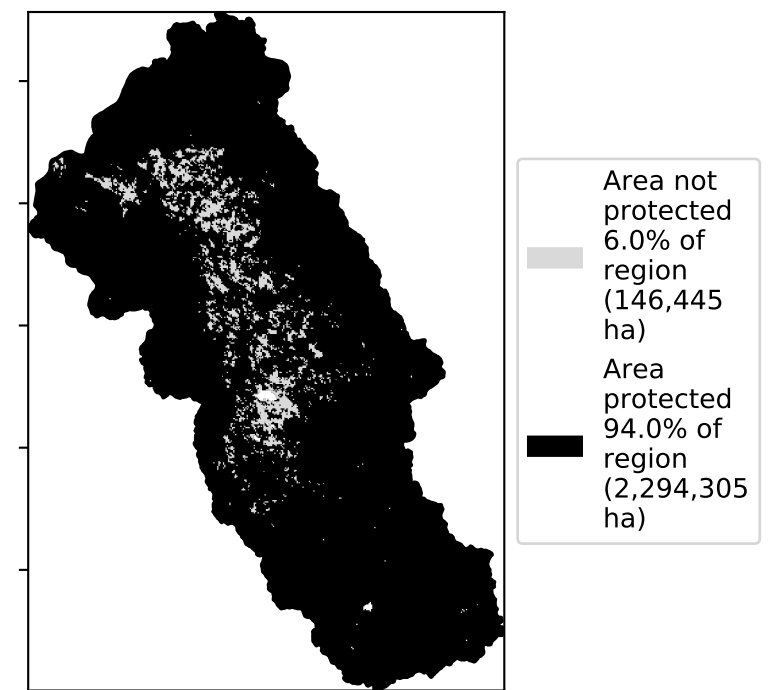 Area not
protected
6.0% of
region
(146,445
ha)
Area
protected
94.0% of
region
(2,294,305
ha)